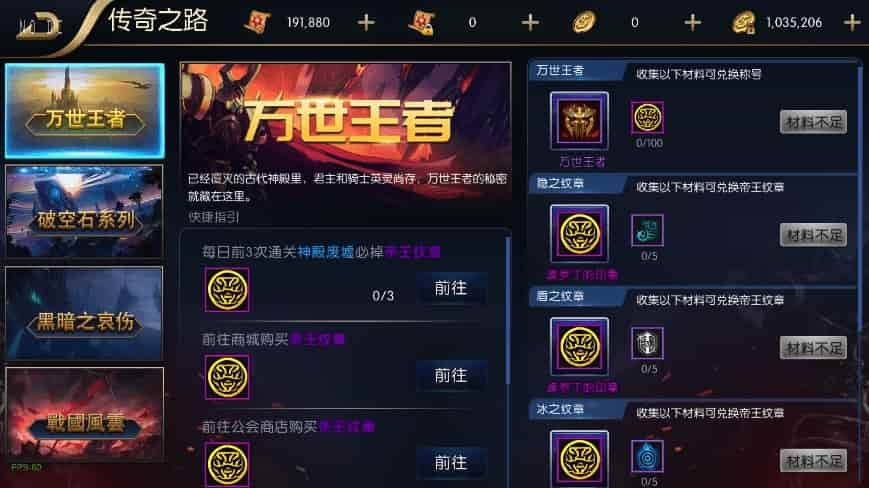 传奇之路
191,880
0
0
1,035,206
万世王者
破空石系列
黑暗之哀伤
戰國風雲
FPS:60
万世王者
已经覆灭的古代神殿里，君主和骑士英灵尚存，万世王者的秘密
就藏在这里。
快捷指引
每日前3次通关神殿废墟必掉帝王纹章
0/3
前往
前往商城购买帝王纹章
前往
前往公会商店购买帝王纹章
前往
万世王者
收集以下材料可兑换称号
万世王者
0/100
材料不足
隐之纹章
收集以下材料可兑换帝王纹章
0/5
材料不足
盾之纹章
收集以下材料可兑换帝王纹章
0/5
材料不足
冰之纹章
收集以下材料可兑换帝王纹章
0/5
材料不足